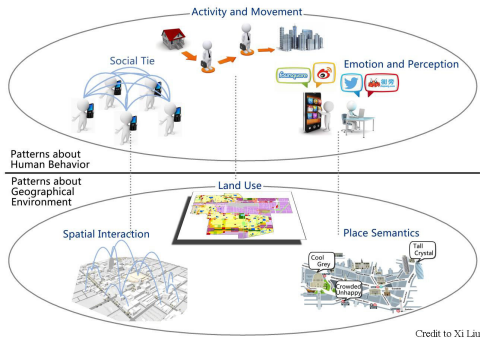 Activity and Movement
Social Tie
Emotion and Perception
foursquare
Patterns about
Human Behavior
Patterns about
Geographical
Environment
Land Use
Spatial Interaction
Place Semantics
Cool
Grey
Tall
Crystal
Crowded
Unhappy
Credit to Xi Liu